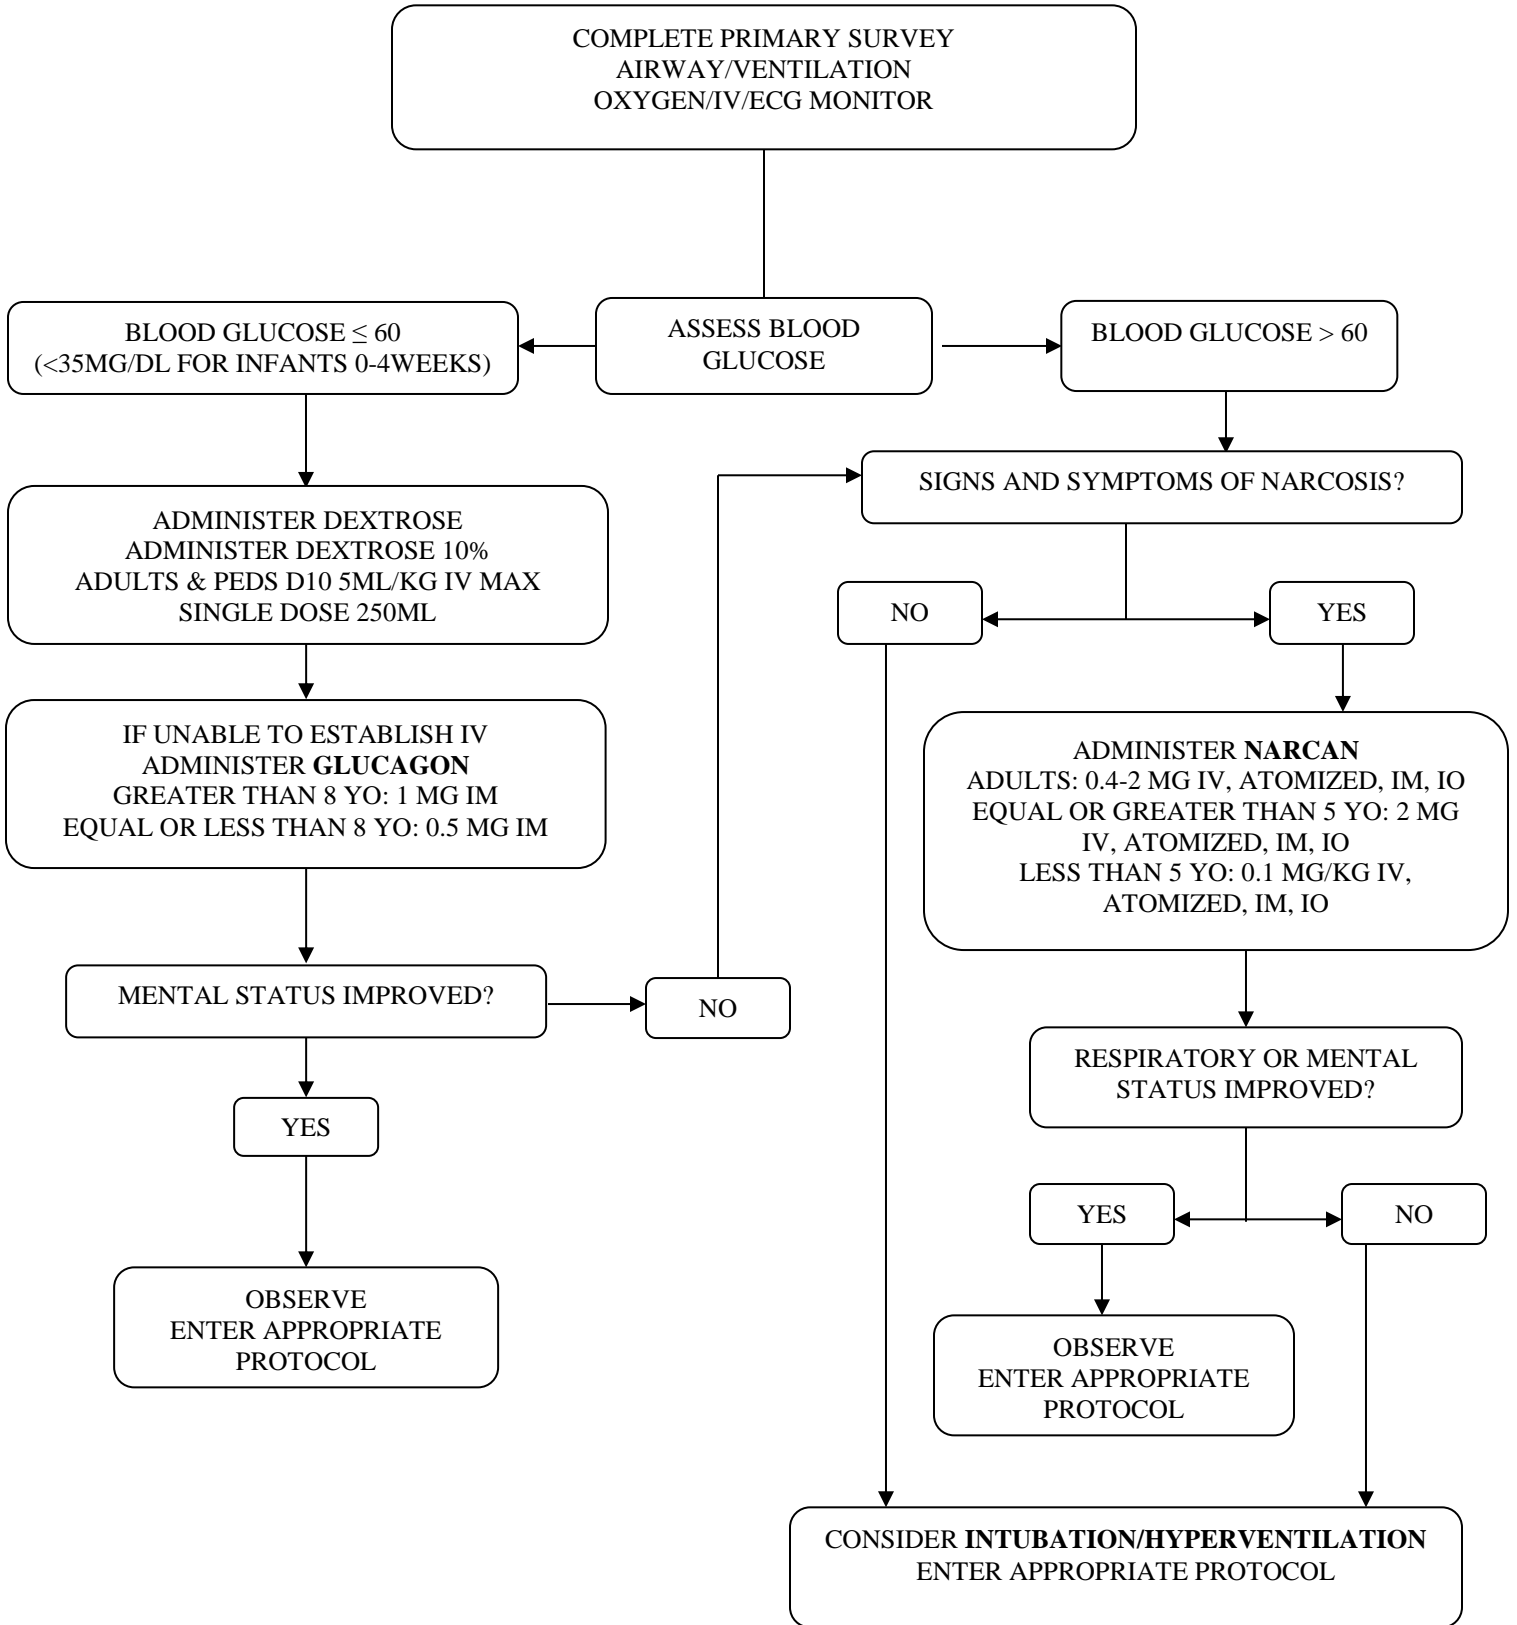 COMPLETE PRIMARY SURVEY
AIRWAY/VENTILATION
OXYGEN/IV/ECG MONITOR
BLOOD GLUCOSE ≤ 60
(<35MG/DL FOR INFANTS 0-4WEEKS)
ASSESS BLOOD
GLUCOSE
BLOOD GLUCOSE > 60
ADMINISTER DEXTROSE
ADMINISTER DEXTROSE 10%
ADULTS & PEDS D10 5ML/KG IV MAX
SINGLE DOSE 250ML
IF UNABLE TO ESTABLISH IV
ADMINISTER GLUCAGON
GREATER THAN 8 YO: 1 MG IM
EQUAL OR LESS THAN 8 YO: 0.5 MG IM
MENTAL STATUS IMPROVED?
NO
YES
OBSERVE
ENTER APPROPRIATE
PROTOCOL
SIGNS AND SYMPTOMS OF NARCOSIS?
NO
YES
ADMINISTER NARCAN
ADULTS: 0.4-2 MG IV, ATOMIZED, IM, IO
EQUAL OR GREATER THAN 5 YO: 2 MG
IV, ATOMIZED, IM, IO
LESS THAN 5 YO: 0.1 MG/KG IV,
ATOMIZED, IM, IO
RESPIRATORY OR MENTAL
STATUS IMPROVED?
YES
NO
OBSERVE
ENTER APPROPRIATE
PROTOCOL
CONSIDER INTUBATION/HYPERVENTILATION
ENTER APPROPRIATE PROTOCOL